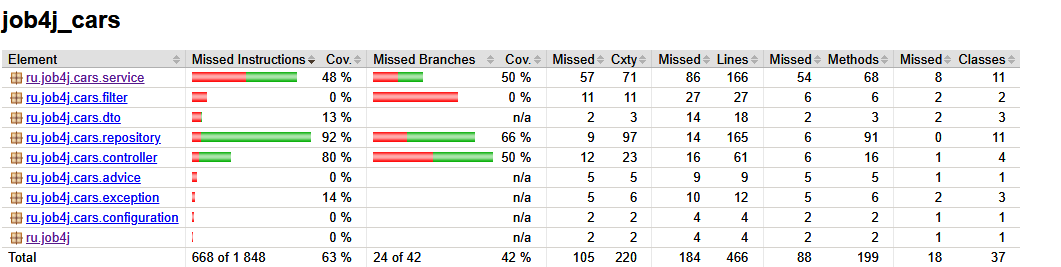 job4j_cars
Element Missed Instructions Cov. Missed Branches Cov. Missed Cxty Missed Lines Missed Methods Missed Classes
ru.job4j.cars.service 48 % 50 % 57 71 86 166 54 68 8 11
ru.job4j.cars.filter 0 % 0 % 11 11 27 27 6 6 2 2
ru.job4j.cars.dto 13 % n/a 2 3 14 18 2 3 2 3
ru.job4j.cars.repository 92 % 66 % 9 97 14 165 6 91 0 11
ru.job4j.cars.controller 80 % 50 % 12 23 16 61 6 16 1 4
ru.job4j.cars.advice 0 % n/a 5 5 9 9 5 5 1 1
ru.job4j.cars.exception 14 % n/a 5 6 10 12 5 6 2 3
ru.job4j.cars.configuration 0 % n/a 2 2 4 4 2 2 1 1
ru.job4j 0 % n/a 2 2 4 4 2 2 1 1
Total 668 of 1 848 63 % 24 of 42 42 % 105 220 184 466 88 199 18 37